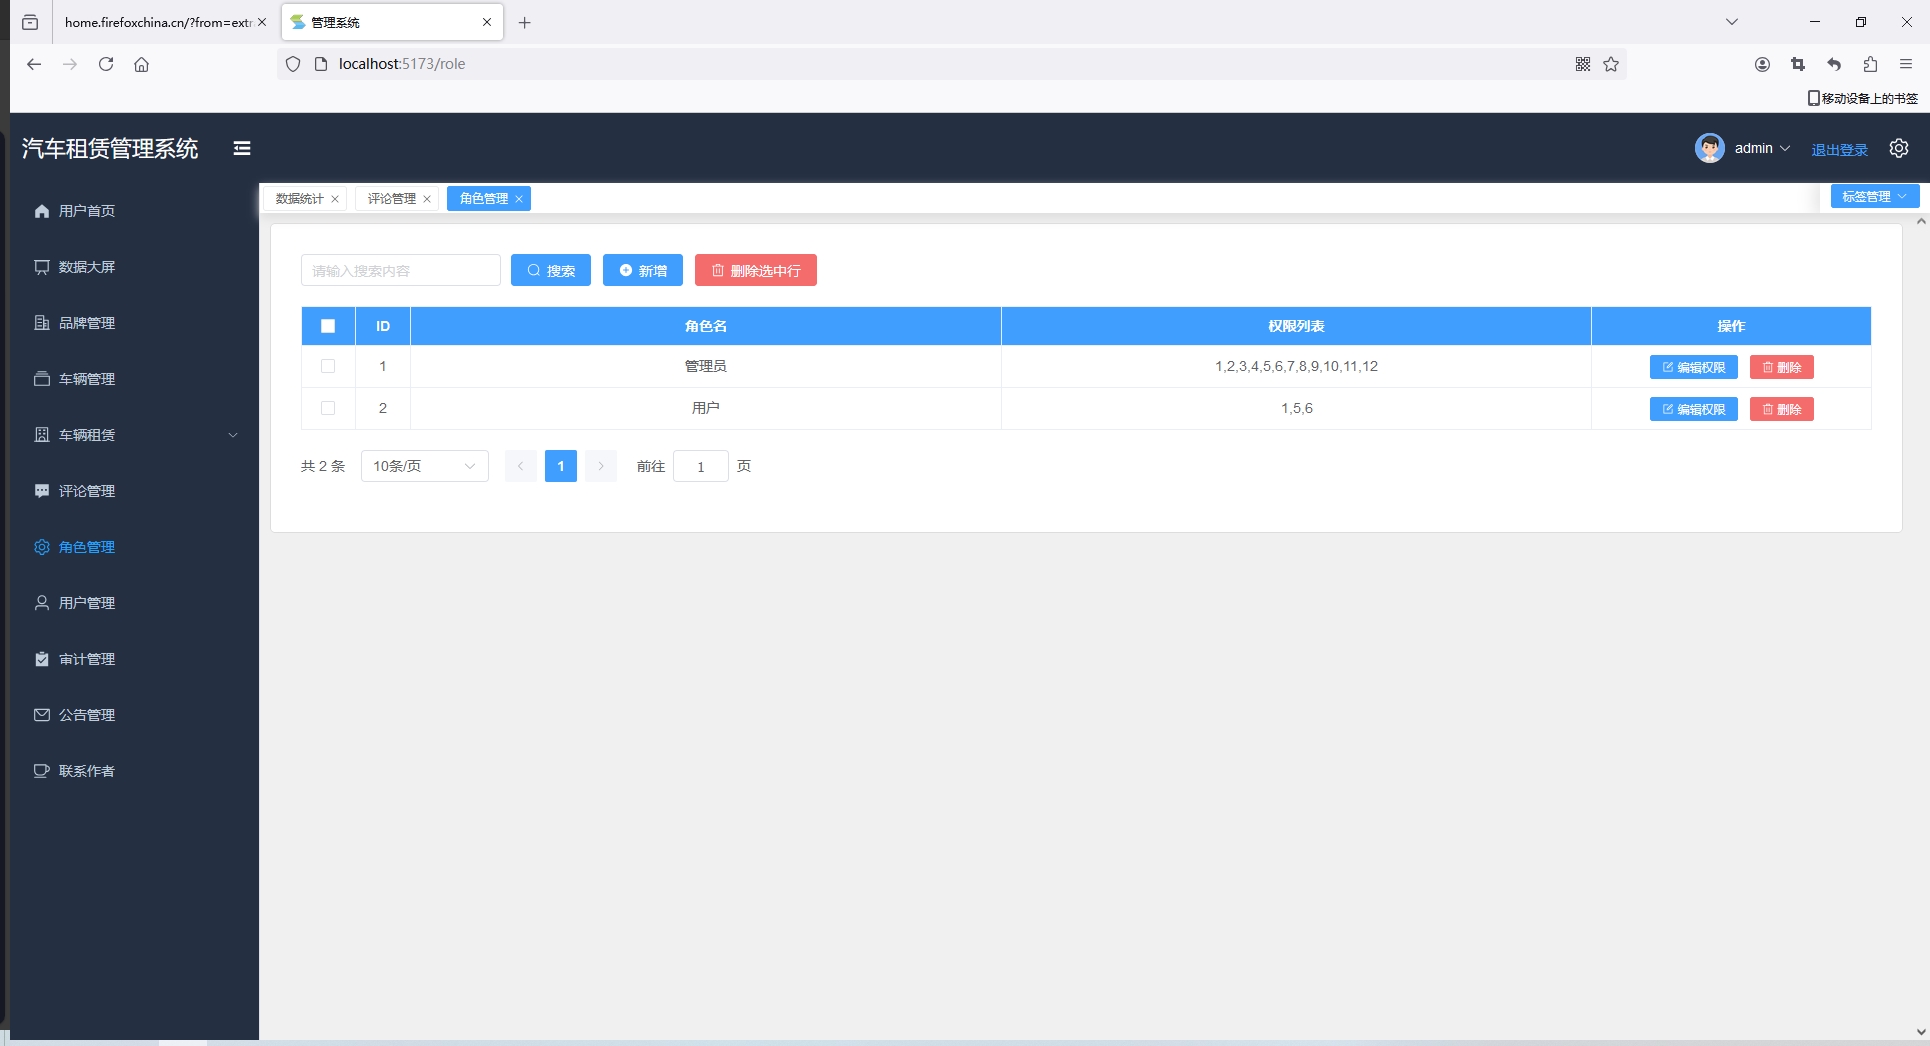 home.firefoxchina.cn/?from=extr
管理系统
localhost:5173/role
移动设备上的书签
汽车租赁管理系统
admin
退出登录
数据统计
评论管理
角色管理
标签管理
用户首页
数据大屏
品牌管理
车辆管理
车辆租赁
评论管理
角色管理
用户管理
审计管理
公告管理
联系作者
请输入搜索内容
搜索
新增
删除选中行
ID 角色名 权限列表 操作
1 管理员 1,2,3,4,5,6,7,8,9,10,11,12 编辑权限 删除
2 用户 1,5,6 编辑权限 删除
共 2 条 10条/页 1 前往 1 页